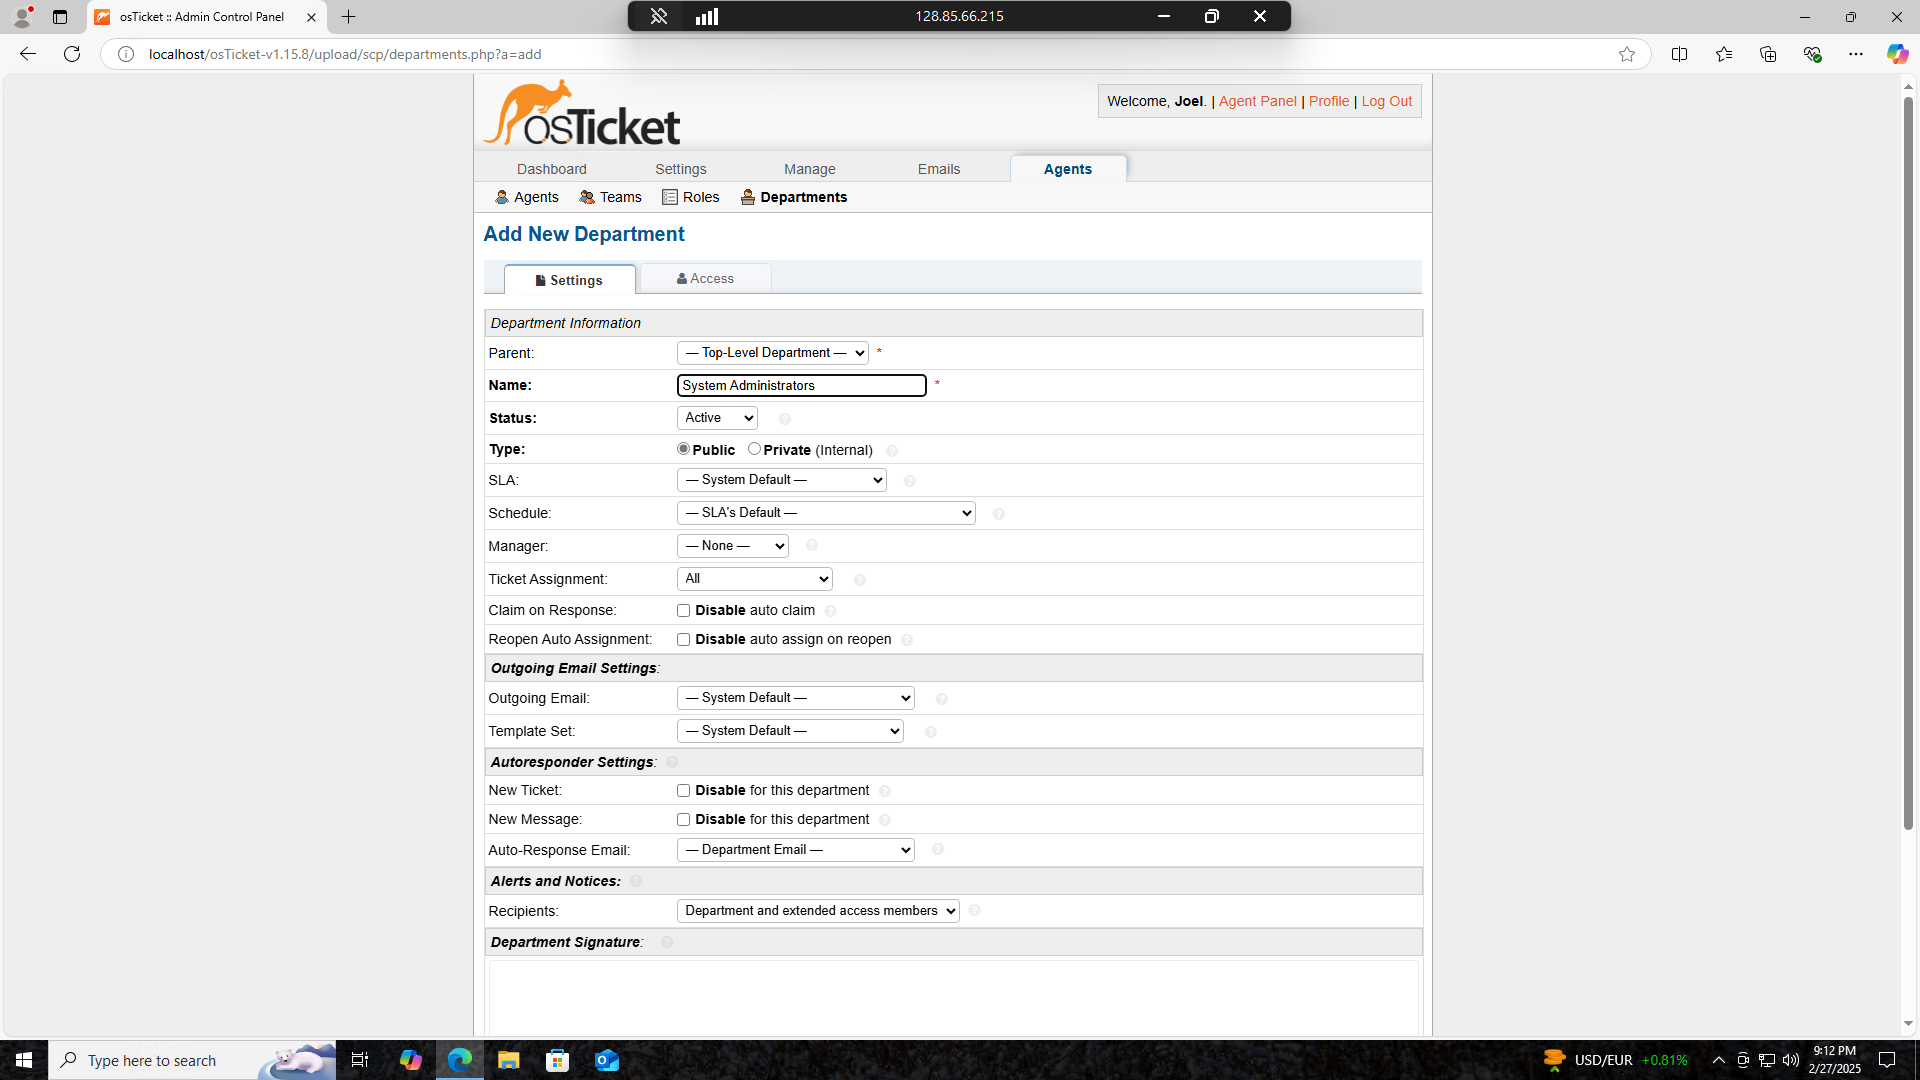 osTicket :: Admin Control Panel
128.85.66.215
localhost/osTicket-v1.15.8/upload/scp/departments.php?a=add
osTicket
Welcome, Joel. | Agent Panel | Profile | Log Out
Dashboard Settings Manage Emails Agents
Agents Teams Roles Departments
Add New Department
Settings Access
Department Information
Parent: — Top-Level Department — *
Name: System Administrators *
Status: Active
Type: Public Private (Internal)
SLA: — System Default —
Schedule: — SLA's Default —
Manager: — None —
Ticket Assignment: All
Claim on Response: Disable auto claim
Reopen Auto Assignment: Disable auto assign on reopen
Outgoing Email Settings:
Outgoing Email: — System Default —
Template Set: — System Default —
Autoresponder Settings:
New Ticket: Disable for this department
New Message: Disable for this department
Auto-Response Email: — Department Email —
Alerts and Notices:
Recipients: Department and extended access members
Department Signature:
Type here to search
USD/EUR +0.81%
9:12 PM
2/27/2025